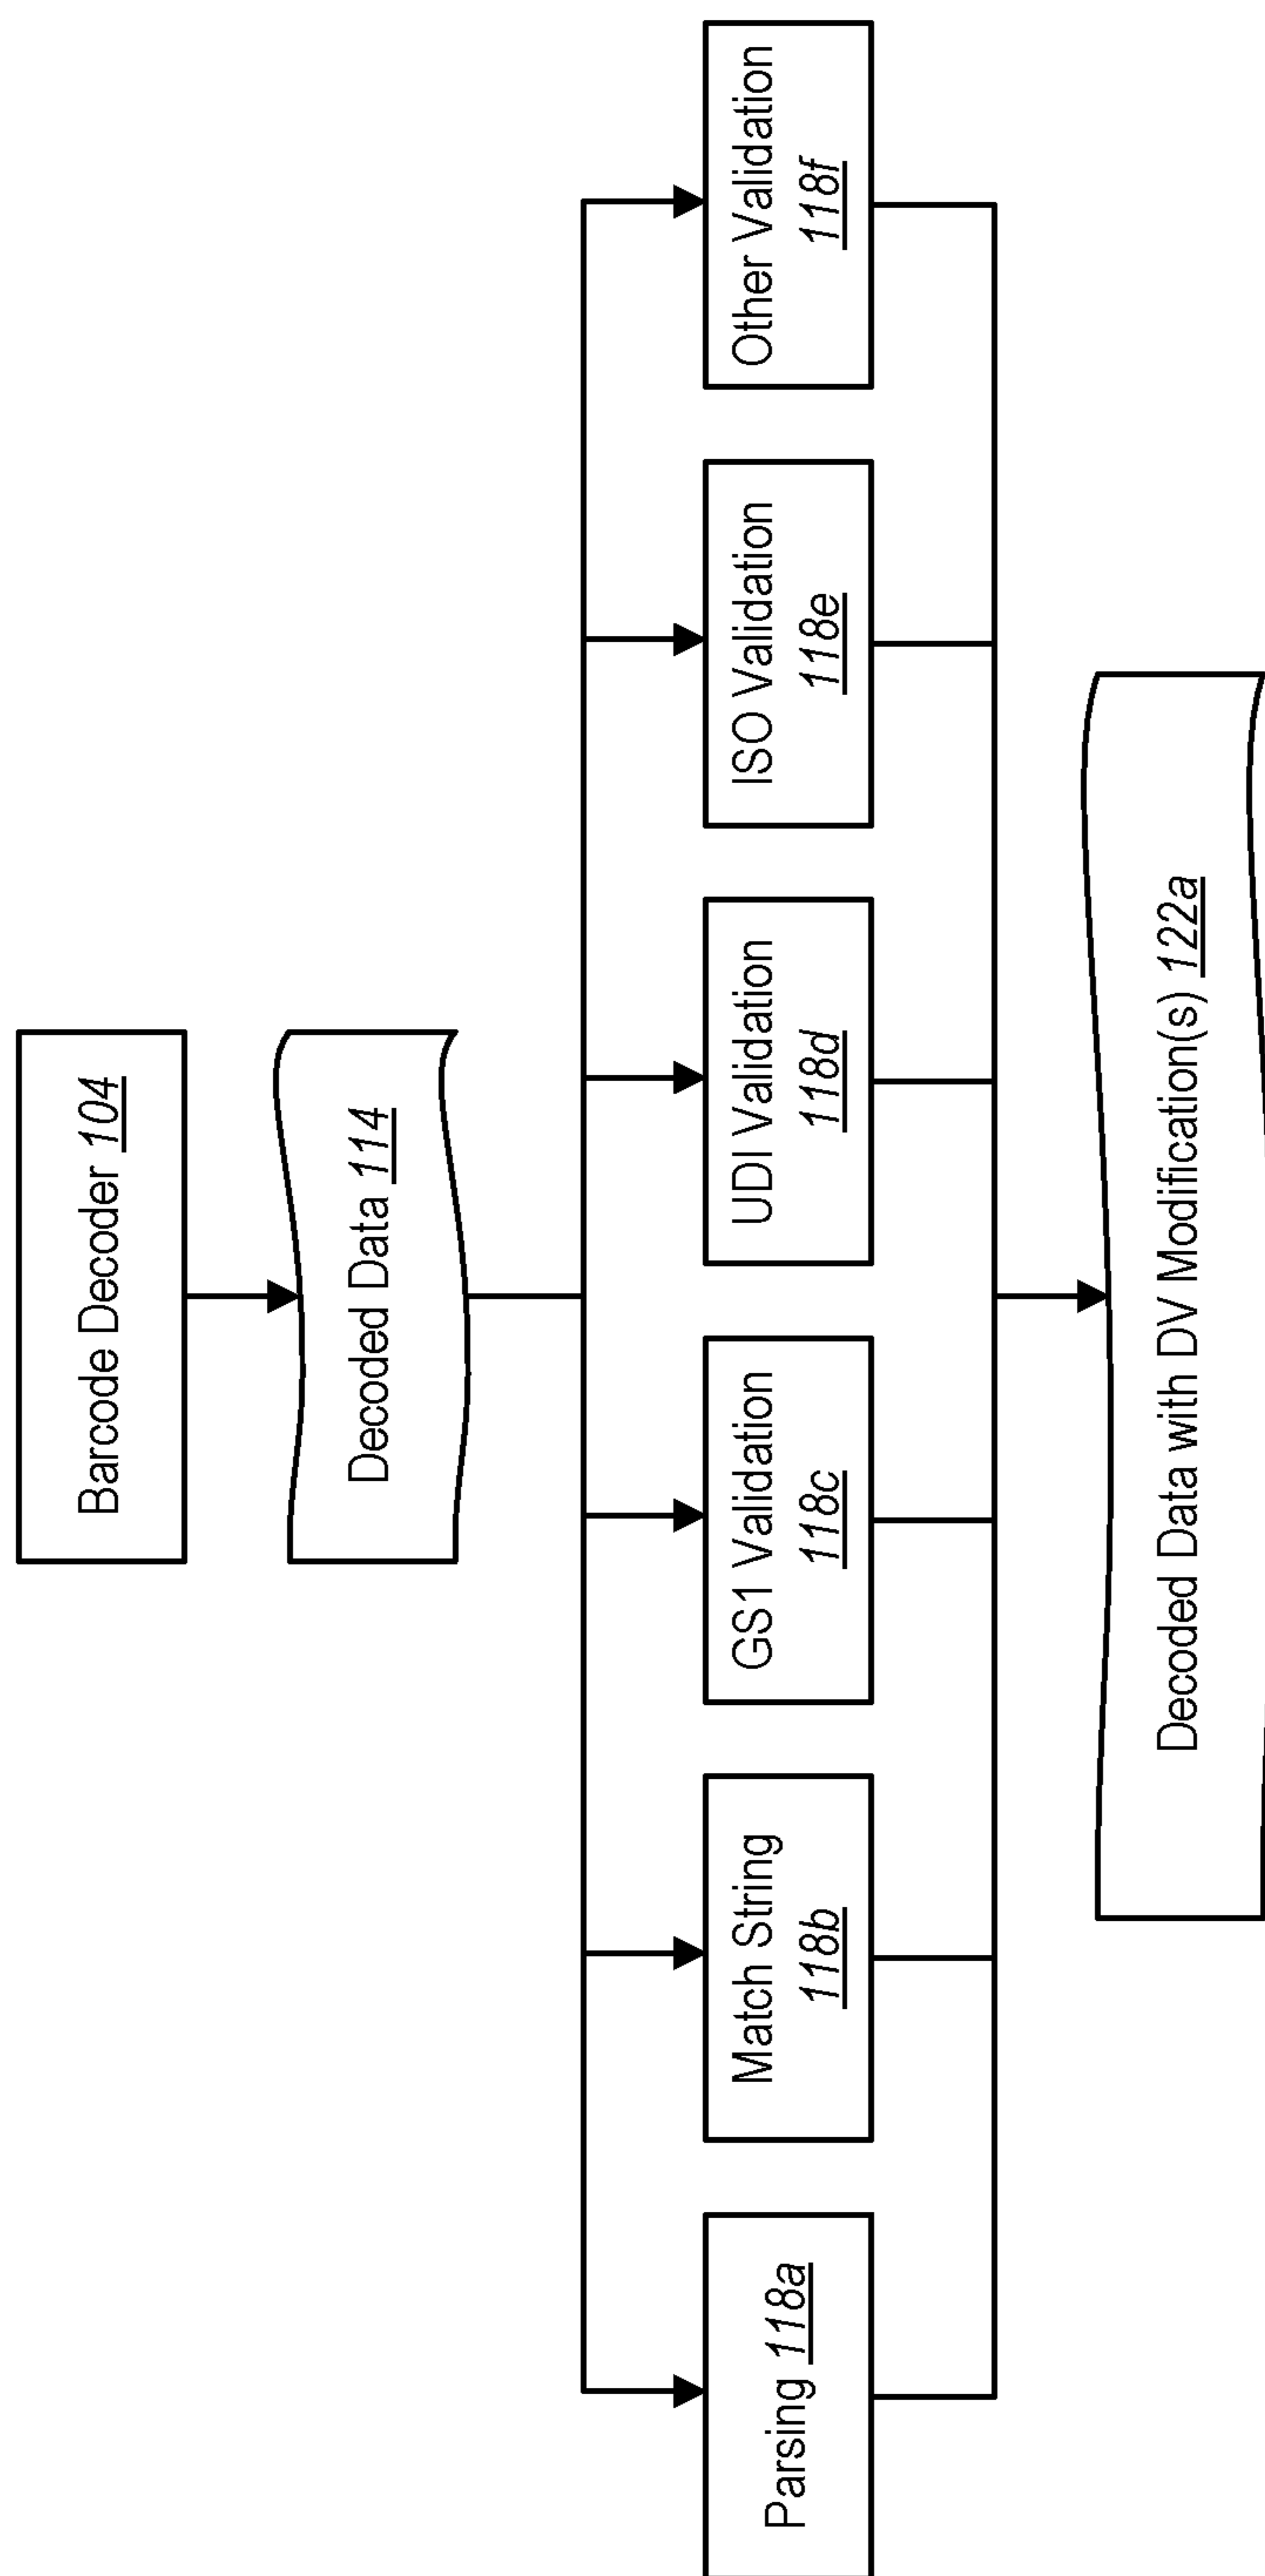 Barcode Decoder 104
Decoded Data 114
Parsing 118a
Match String
118b
GS1 Validation
118c
UDI Validation
118d
ISO Validation
118e
Other Validation
118f
Decoded Data with DV Modification(s) 122a